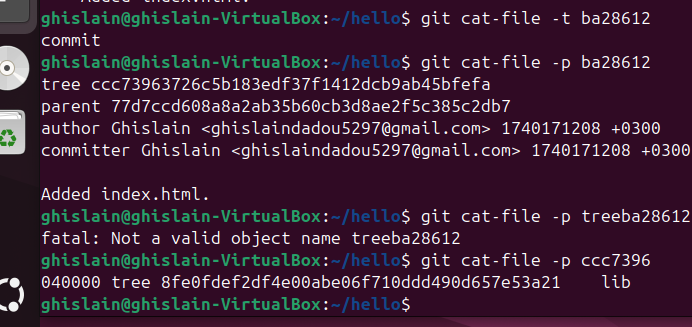 Added index.html.
ghislain@ghislain-VirtualBox:~/hello$ git cat-file -t ba28612
commit
ghislain@ghislain-VirtualBox:~/hello$ git cat-file -p ba28612
tree ccc73963726c5b183edf37f1412dcb9ab45bfefa
parent 77d7ccd608a8a2ab35b60cb3d8ae2f5c385c2db7
author Ghislain <ghislaindadou5297@gmail.com> 1740171208 +0300
committer Ghislain <ghislaindadou5297@gmail.com> 1740171208 +0300
Added index.html.
ghislain@ghislain-VirtualBox:~/hello$ git cat-file -p treeba28612
fatal: Not a valid object name treeba28612
ghislain@ghislain-VirtualBox:~/hello$ git cat-file -p ccc7396
040000 tree 8fe0fdef2df4e00abe06f710ddd490d657e53a21    lib
ghislain@ghislain-VirtualBox:~/hello$